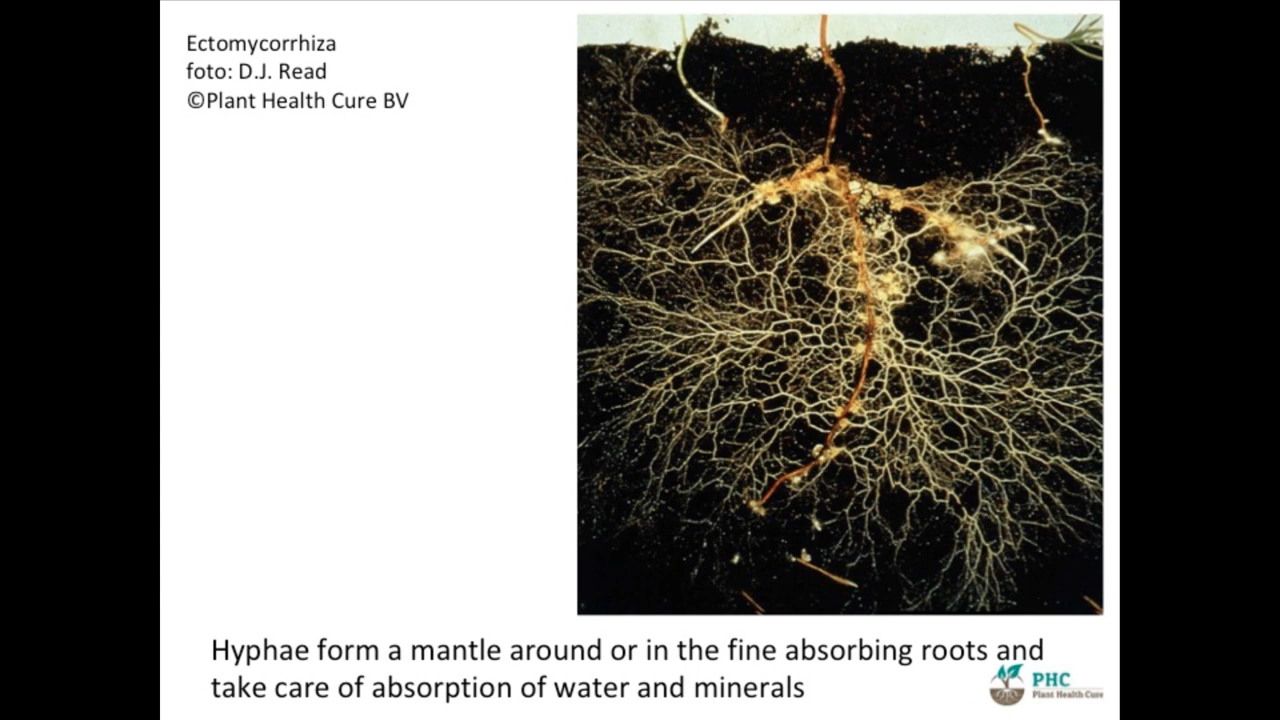 Ectomycorrhiza
foto: D.J. Read
©Plant Health Cure BV
Hyphae form a mantle around or in the fine absorbing roots and
take care of absorption of water and minerals
PHC
Plant Health Cure